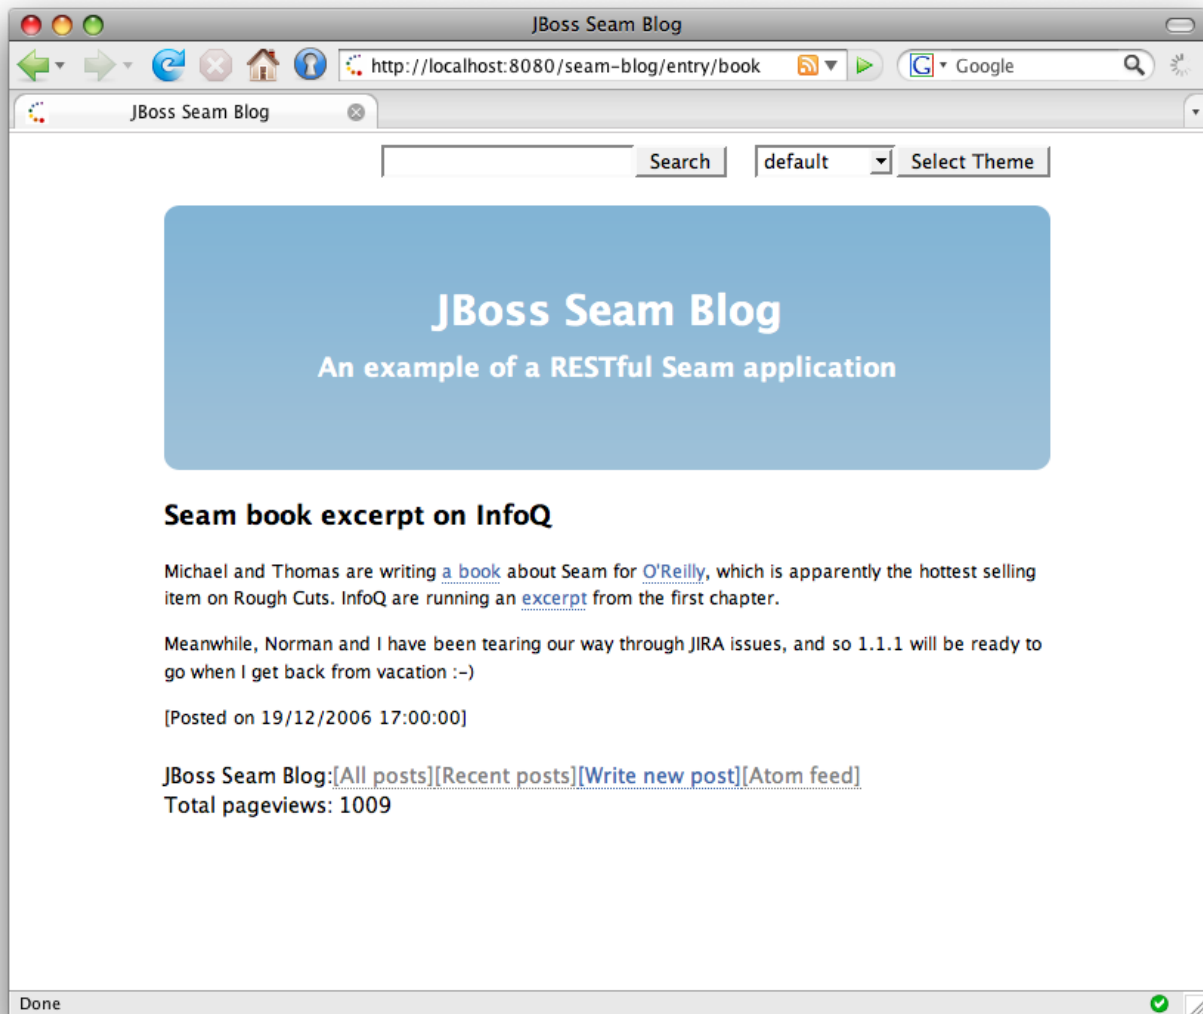 JBoss Seam Blog
http://localhost:8080/seam-blog/entry/book
G Google
JBoss Seam Blog
Search default Select Theme
JBoss Seam Blog
An example of a RESTful Seam application
Seam book excerpt on InfoQ
Michael and Thomas are writing a book about Seam for O'Reilly, which is apparently the hottest selling
item on Rough Cuts. InfoQ are running an excerpt from the first chapter.
Meanwhile, Norman and I have been tearing our way through JIRA issues, and so 1.1.1 will be ready to
go when I get back from vacation :-)
[Posted on 19/12/2006 17:00:00]
JBoss Seam Blog:[All posts][Recent posts][Write new post][Atom feed]
Total pageviews: 1009
Done